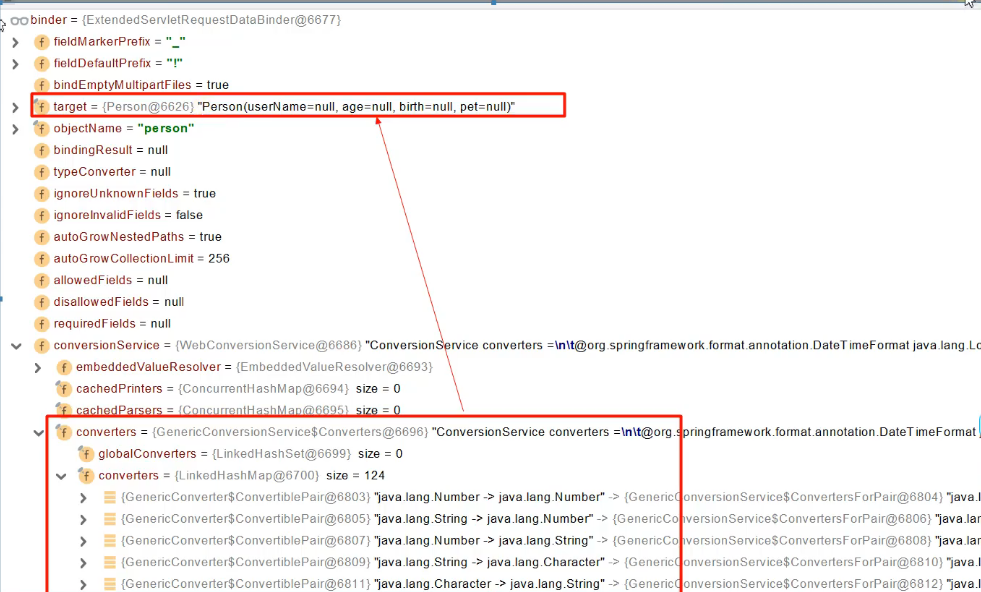 binder = {ExtendedServletRequestDataBinder@6677}
f fieldMarkerPrefix = "_"
f fieldDefaultPrefix = "!"
f bindEmptyMultipartFiles = true
f target = {Person@6626} "Person(userName=null, age=null, birth=null, pet=null)"
f objectName = "person"
f bindingResult = null
f typeConverter = null
f ignoreUnknownFields = true
f ignoreInvalidFields = false
f autoGrowNestedPaths = true
f autoGrowCollectionLimit = 256
f allowedFields = null
f disallowedFields = null
f requiredFields = null
f conversionService = {WebConversionService@6686} "ConversionService converters =\n\t@org.springframework.format.annotation.DateTimeFormat java.lang.Lo
f embeddedValueResolver = {EmbeddedValueResolver@6693}
f cachedPrinters = {ConcurrentHashMap@6694} size = 0
f cachedParsers = {ConcurrentHashMap@6695} size = 0
f converters = {GenericConversionService$Converters@6696} "ConversionService converters =\n\t@org.springframework.format.annotation.DateTimeFormat
f globalConverters = {LinkedHashSet@6699} size = 0
f converters = {LinkedHashMap@6700} size = 124
{GenericConverter$ConvertiblePair@6803} "java.lang.Number -> java.lang.Number" -> {GenericConversionService$ConvertersForPair@6804} "java.l
{GenericConverter$ConvertiblePair@6805} "java.lang.String -> java.lang.Number" -> {GenericConversionService$ConvertersForPair@6806} "java.lan
{GenericConverter$ConvertiblePair@6807} "java.lang.Number -> java.lang.String" -> {GenericConversionService$ConvertersForPair@6808} "java.lan
{GenericConverter$ConvertiblePair@6809} "java.lang.String -> java.lang.Character" -> {GenericConversionService$ConvertersForPair@6810} "java.l
{GenericConverter$ConvertiblePair@6811} "java.lang.Character -> java.lang.String" -> {GenericConversionService$ConvertersForPair@6812} "java.l